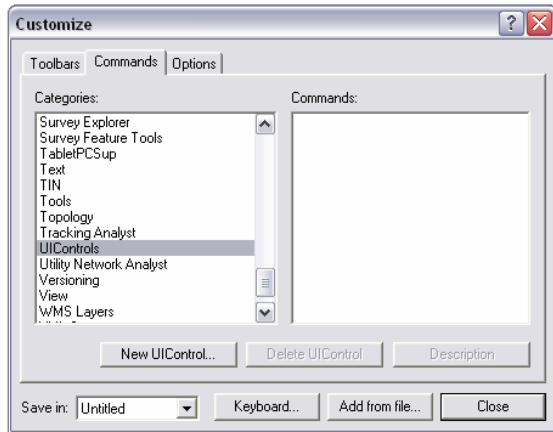 Customize
Toolbars Commands Options
Categories: Commands:
Survey Explorer
Survey Feature Tools
TabletPCSup
Text
TIN
Tools
Topology
Tracking Analyst
UIControls
Utility Network Analyst
Versioning
View
WMS Layers
New UIControl... Delete UIControl Description
Save in: Untitled Keyboard... Add from file... Close